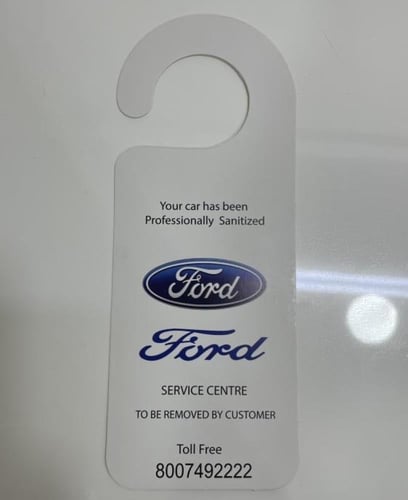 Your car has been
Professionally Sanitized
Ford
Ford
SERVICE CENTRE
TO BE REMOVED BY CUSTOMER
Toll Free
8007492222